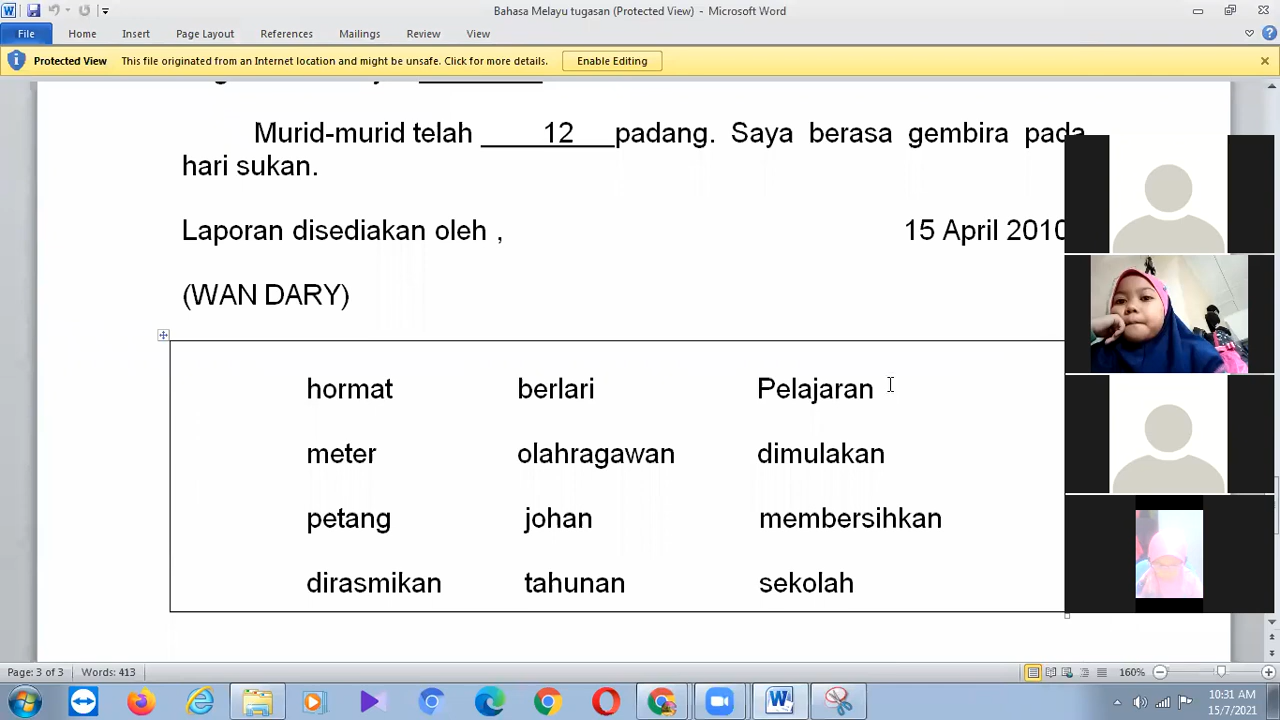 Bahasa Melayu tugasan (Protected View) - Microsoft Word
File Home Insert Page Layout References Mailings Review View
Protected View This file originated from an Internet location and might be unsafe. Click for more details. Enable Editing
Murid-murid telah 12 padang. Saya berasa gembira pada
hari sukan.
Laporan disediakan oleh , 15 April 2010
(WAN DARY)
hormat berlari Pelajaran
meter olahragawan dimulakan
petang johan membersihkan
dirasmikan tahunan sekolah
Page: 3 of 3 Words: 413 160%
10:31 AM
15/7/2021